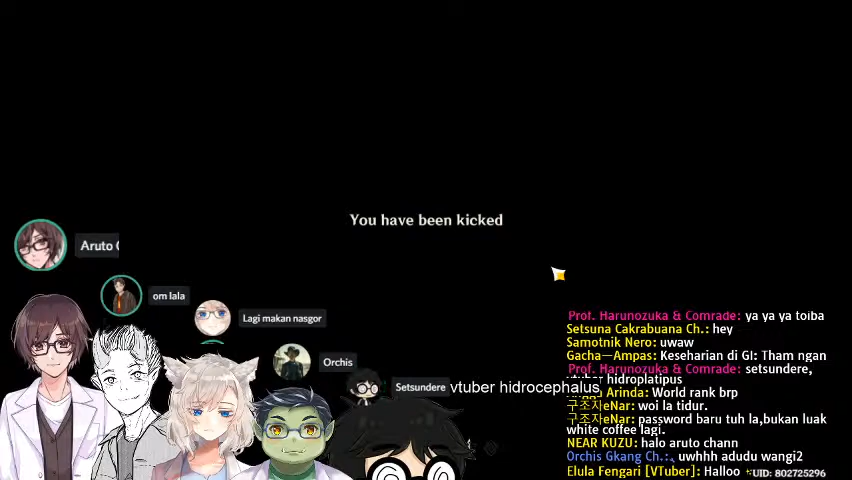 You have been kicked
Aruto
om lala
Lagi makan nasgor
Orchis
Setsundere
vtuber hidrocephalus
Prof. Harunozuka & Comrade: ya ya ya toiba
Setsuna Cakrabuana Ch.: hey
Samotnik Nero: uwaw
Gacha—Ampas: Keseharian di GI: Tham ngan
Prof. Harunozuka & Comrade: setsundere,
vtuber hidroplatipus
Arinda: World rank brp
구조자eNar: woi la tidur.
구조자eNar: password baru tuh la,bukan luak
white coffee lagi.
NEAR KUZU: halo aruto chann
Orchis Gkang Ch.: uwhhh adudu wangi2
Elula Fengari [VTuber]: Halloo
UID: 802725296